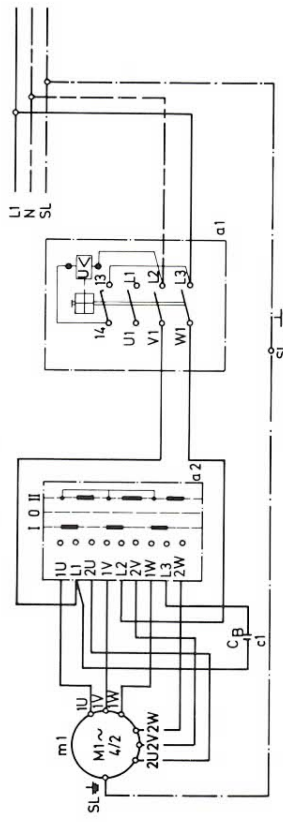 L1
N
SL
U<
13
L1
L2
L3
14
U1
V1
W1
a1
SL
I O II
a2
1U
L1
2U
1V
L2
2V
1W
L3
2W
CB
c1
1U
1V
1W
m1
M1~
4/2
2U2V2W
SL